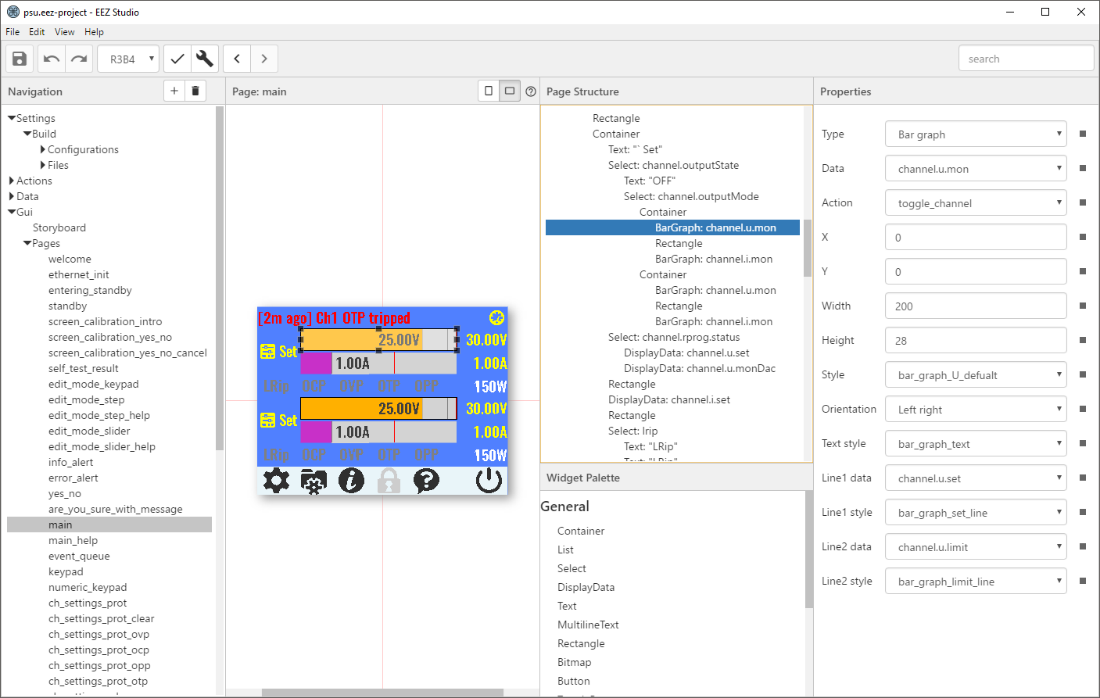 psu.eez-project - EEZ Studio
File Edit View Help
R3B4
search
Navigation
Settings
Build
Configurations
Files
Actions
Data
Gui
Storyboard
Pages
welcome
ethernet_init
entering_standby
standby
screen_calibration_intro
screen_calibration_yes_no
screen_calibration_yes_no_cancel
self_test_result
edit_mode_keypad
edit_mode_step
edit_mode_step_help
edit_mode_slider
edit_mode_slider_help
info_alert
error_alert
yes_no
are_you_sure_with_message
main
main_help
event_queue
keypad
numeric_keypad
ch_settings_prot
ch_settings_prot_clear
ch_settings_prot_ovp
ch_settings_prot_ocp
ch_settings_prot_opp
ch_settings_prot_otp
Page: main
[2m ago] Ch1 OTP tripped
Set 25.00V 30.00V
1.00A 1.00A
LRip OCP OVP OTP OPP 150W
Set 25.00V 30.00V
1.00A 1.00A
LRip OCP OVP OTP OPP 150W
Page Structure
Rectangle
Container
Text: "` Set"
Select: channel.outputState
Text: "OFF"
Select: channel.outputMode
Container
BarGraph: channel.u.mon
Rectangle
BarGraph: channel.i.mon
Container
BarGraph: channel.u.mon
Rectangle
BarGraph: channel.i.mon
Select: channel.rprog.status
DisplayData: channel.u.set
DisplayData: channel.u.monDac
Rectangle
DisplayData: channel.i.set
Rectangle
Select: lrip
Text: "LRip"
Text: "LRip"
Widget Palette
General
Container
List
Select
DisplayData
Text
MultilineText
Rectangle
Bitmap
Button
Properties
Type Bar graph
Data channel.u.mon
Action toggle_channel
X 0
Y 0
Width 200
Height 28
Style bar_graph_U_defualt
Orientation Left right
Text style bar_graph_text
Line1 data channel.u.set
Line1 style bar_graph_set_line
Line2 data channel.u.limit
Line2 style bar_graph_limit_line